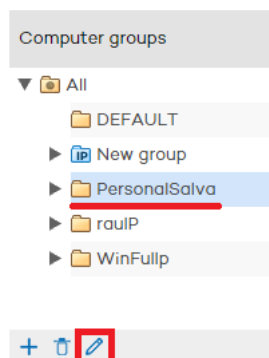 Computer groups
All
DEFAULT
IP New group
PersonalSalva
raulP
WinFullp